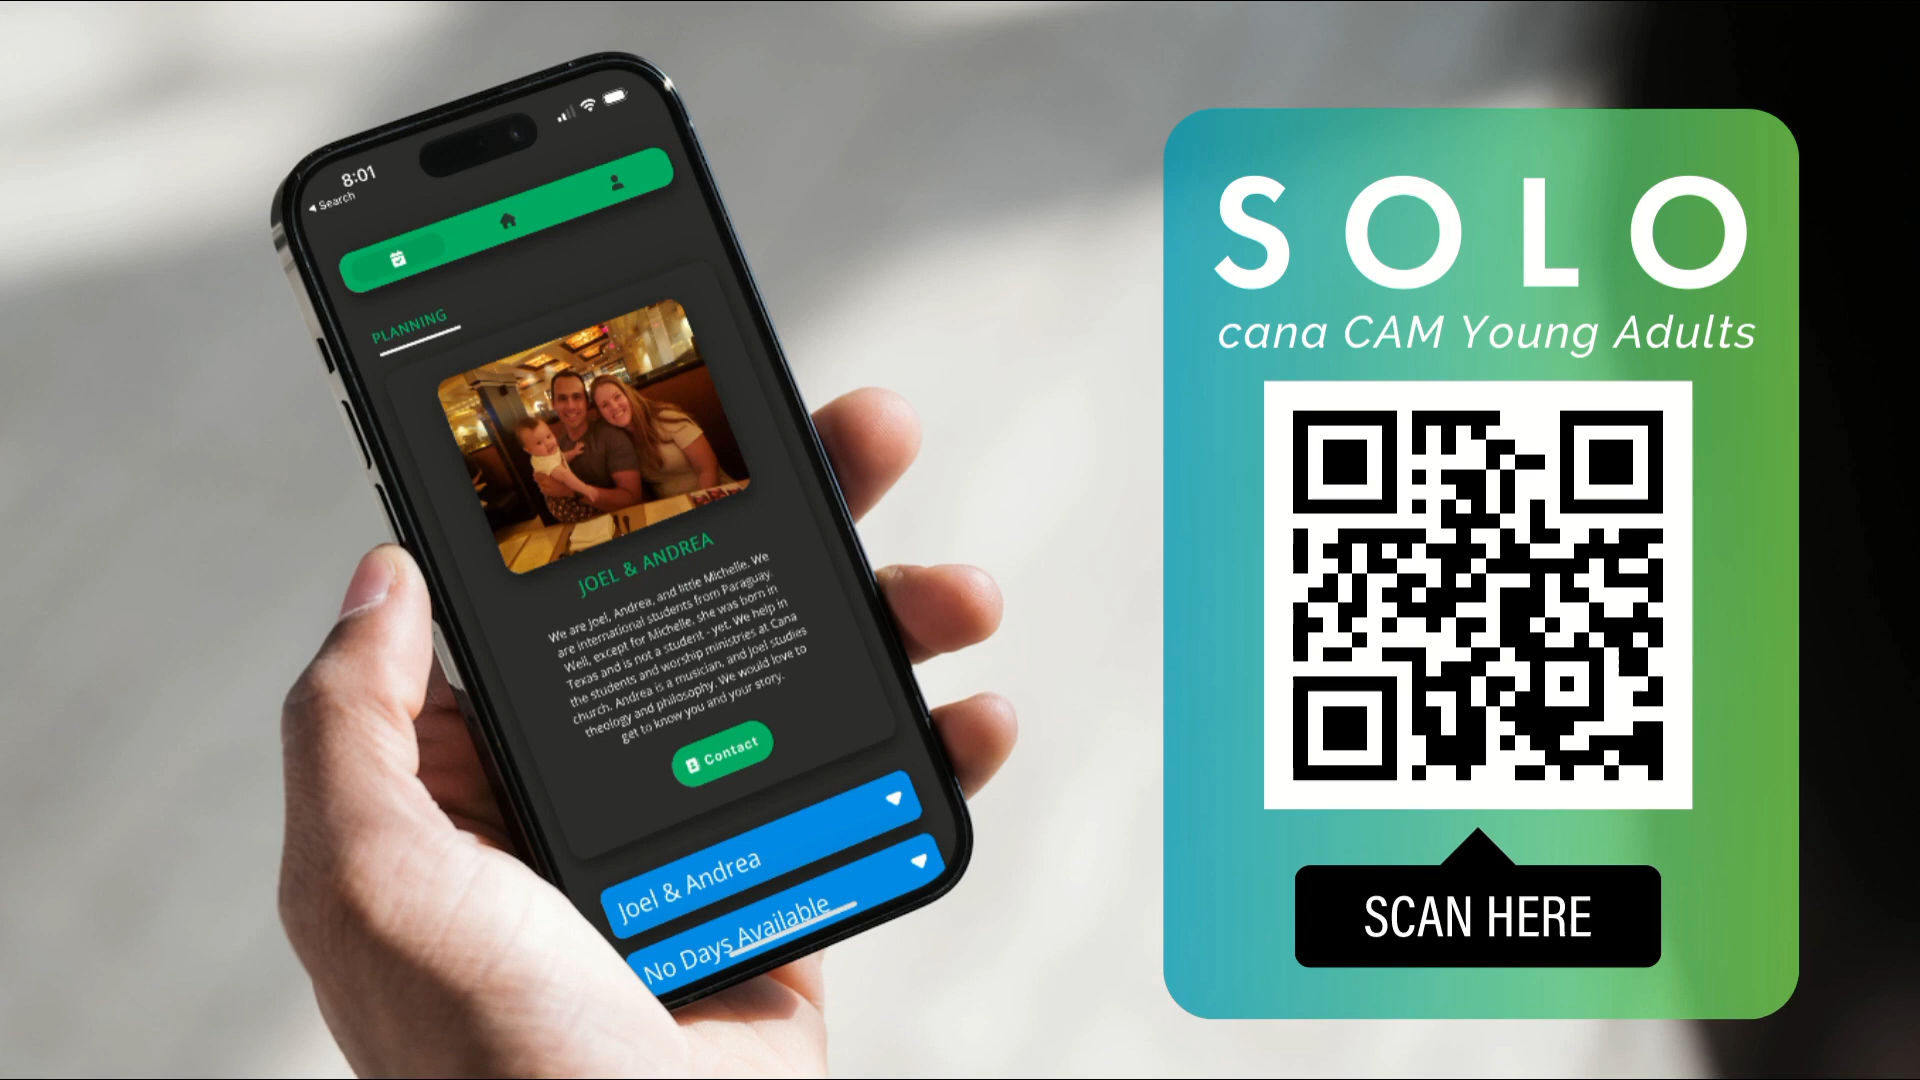 8:01
Search
PLANNING
JOEL & ANDREA
We are Joel, Andrea, and little Michelle. We
are international students from Paraguay.
Well, except for Michelle, she was born in
Texas and is not a student - yet. We help in
the students and worship ministries at Cana
church. Andrea is a musician, and Joel studies
theology and philosophy. We would love to
get to know you and your story.
Contact
Joel & Andrea
No Days Available
SOLO
cana CAM Young Adults
SCAN HERE